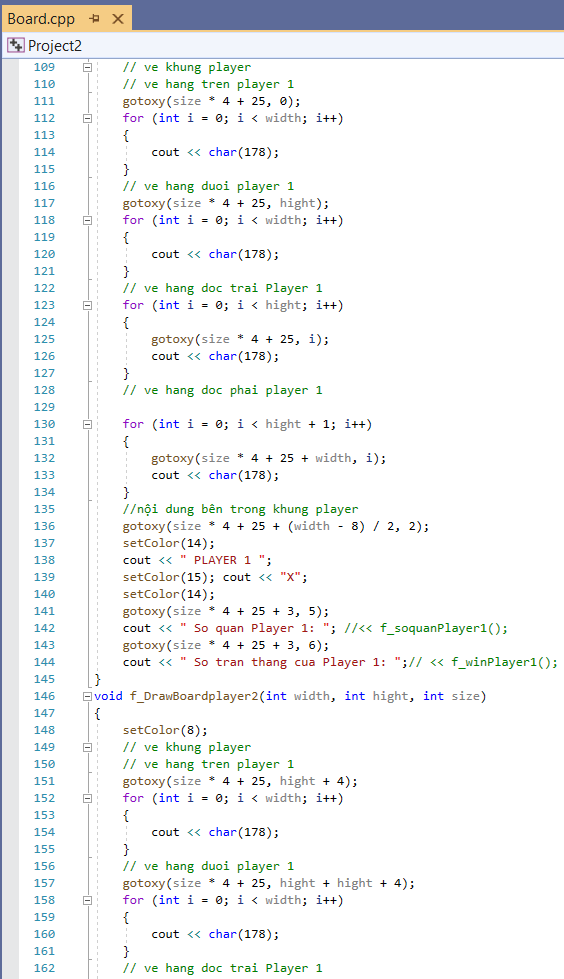 Board.cpp
Project2
109 // ve khung player
110 // ve hang tren player 1
111 gotoxy(size * 4 + 25, 0);
112 for (int i = 0; i < width; i++)
113 {
114 cout << char(178);
115 }
116 // ve hang duoi player 1
117 gotoxy(size * 4 + 25, hight);
118 for (int i = 0; i < width; i++)
119 {
120 cout << char(178);
121 }
122 // ve hang doc trai Player 1
123 for (int i = 0; i < hight; i++)
124 {
125 gotoxy(size * 4 + 25, i);
126 cout << char(178);
127 }
128 // ve hang doc phai player 1
129
130 for (int i = 0; i < hight + 1; i++)
131 {
132 gotoxy(size * 4 + 25 + width, i);
133 cout << char(178);
134 }
135 //nội dung bên trong khung player
136 gotoxy(size * 4 + 25 + (width - 8) / 2, 2);
137 setColor(14);
138 cout << " PLAYER 1 ";
139 setColor(15); cout << "X";
140 setColor(14);
141 gotoxy(size * 4 + 25 + 3, 5);
142 cout << " So quan Player 1: "; //<< f_soquanPlayer1();
143 gotoxy(size * 4 + 25 + 3, 6);
144 cout << " So tran thang cua Player 1: ";// << f_winPlayer1();
145 }
146 void f_DrawBoardplayer2(int width, int hight, int size)
147 {
148 setColor(8);
149 // ve khung player
150 // ve hang tren player 1
151 gotoxy(size * 4 + 25, hight + 4);
152 for (int i = 0; i < width; i++)
153 {
154 cout << char(178);
155 }
156 // ve hang duoi player 1
157 gotoxy(size * 4 + 25, hight + hight + 4);
158 for (int i = 0; i < width; i++)
159 {
160 cout << char(178);
161 }
162 // ve hang doc trai Player 1